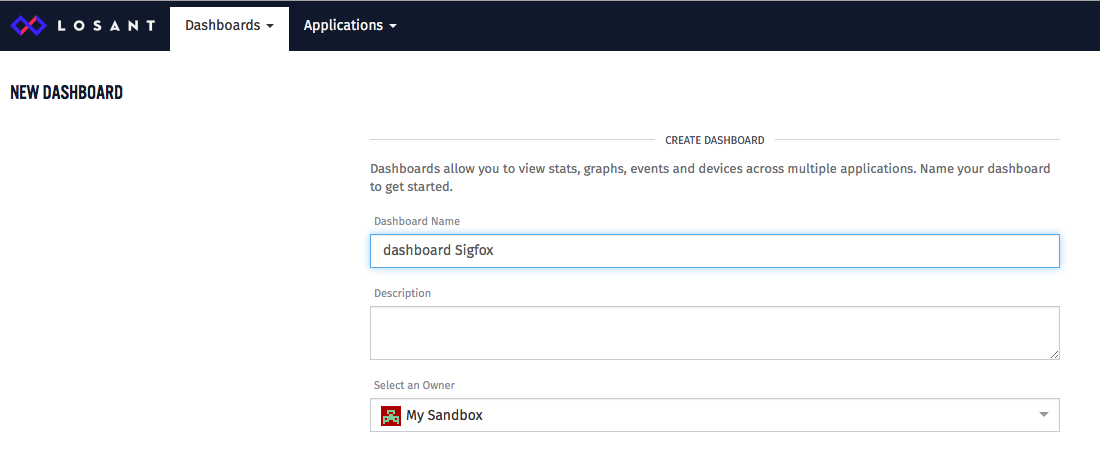 LOSANT
Dashboards
Applications
NEW DASHBOARD
CREATE DASHBOARD
Dashboards allow you to view stats, graphs, events and devices across multiple applications. Name your dashboard
to get started.
Dashboard Name
dashboard Sigfox
Description
Select an Owner
My Sandbox